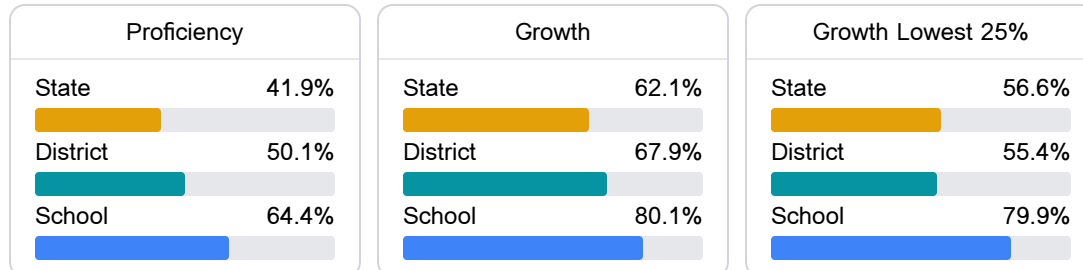 Proficiency
State 41.9%
District 50.1%
School 64.4%
Growth
State 62.1%
District 67.9%
School 80.1%
Growth Lowest 25%
State 56.6%
District 55.4%
School 79.9%